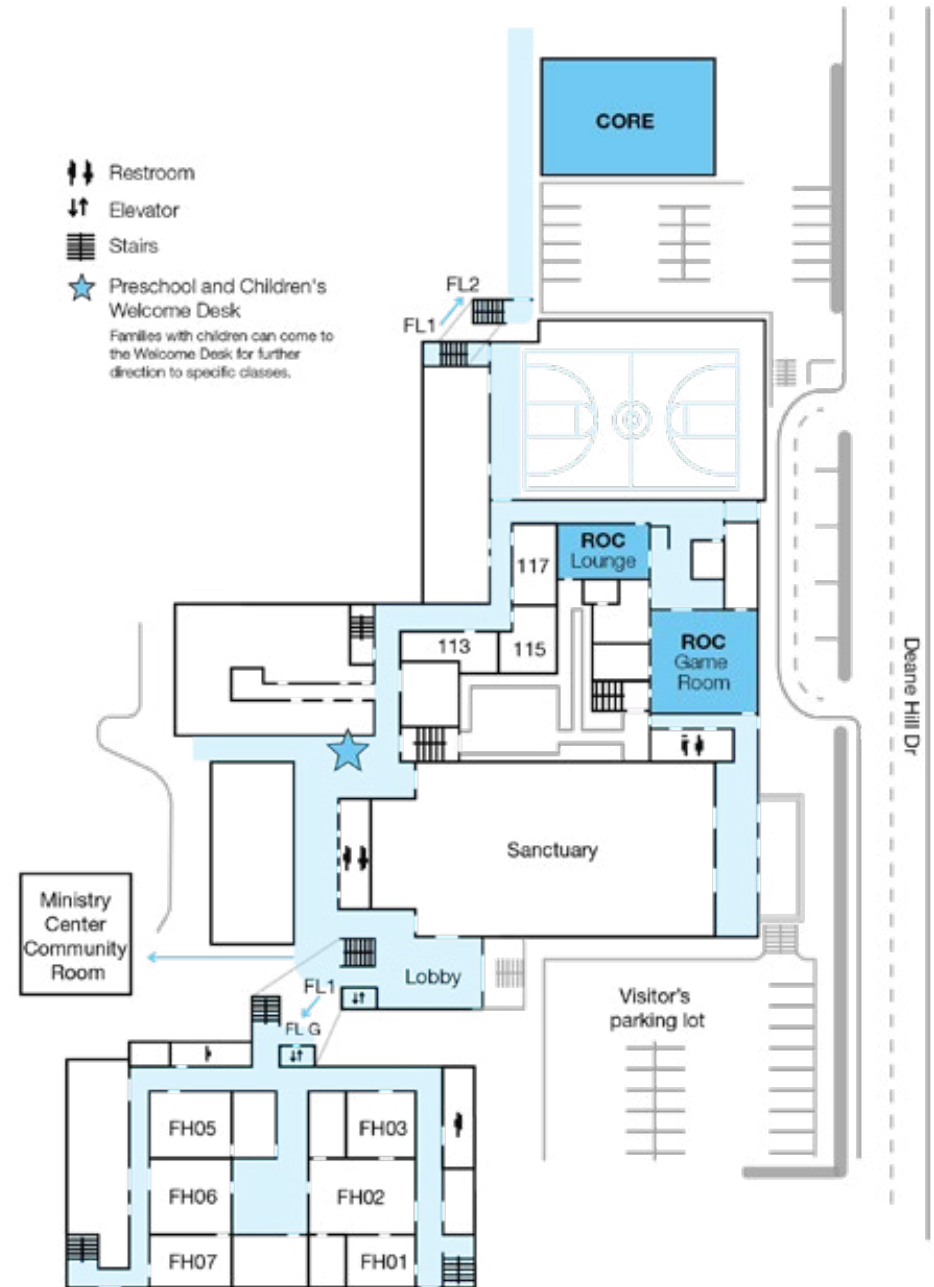 CORE
Restroom
Elevator
Stairs
Preschool and Children's
Welcome Desk
Families with children can come to
the Welcome Desk for further
direction to specific classes.
FL2
FL1
117
ROC
Lounge
113
115
ROC
Game
Room
Deane Hill Dr
Sanctuary
Ministry
Center
Community
Room
Lobby
FL1
FL G
Visitor's
parking lot
FH05
FH03
FH06
FH02
FH07
FH01